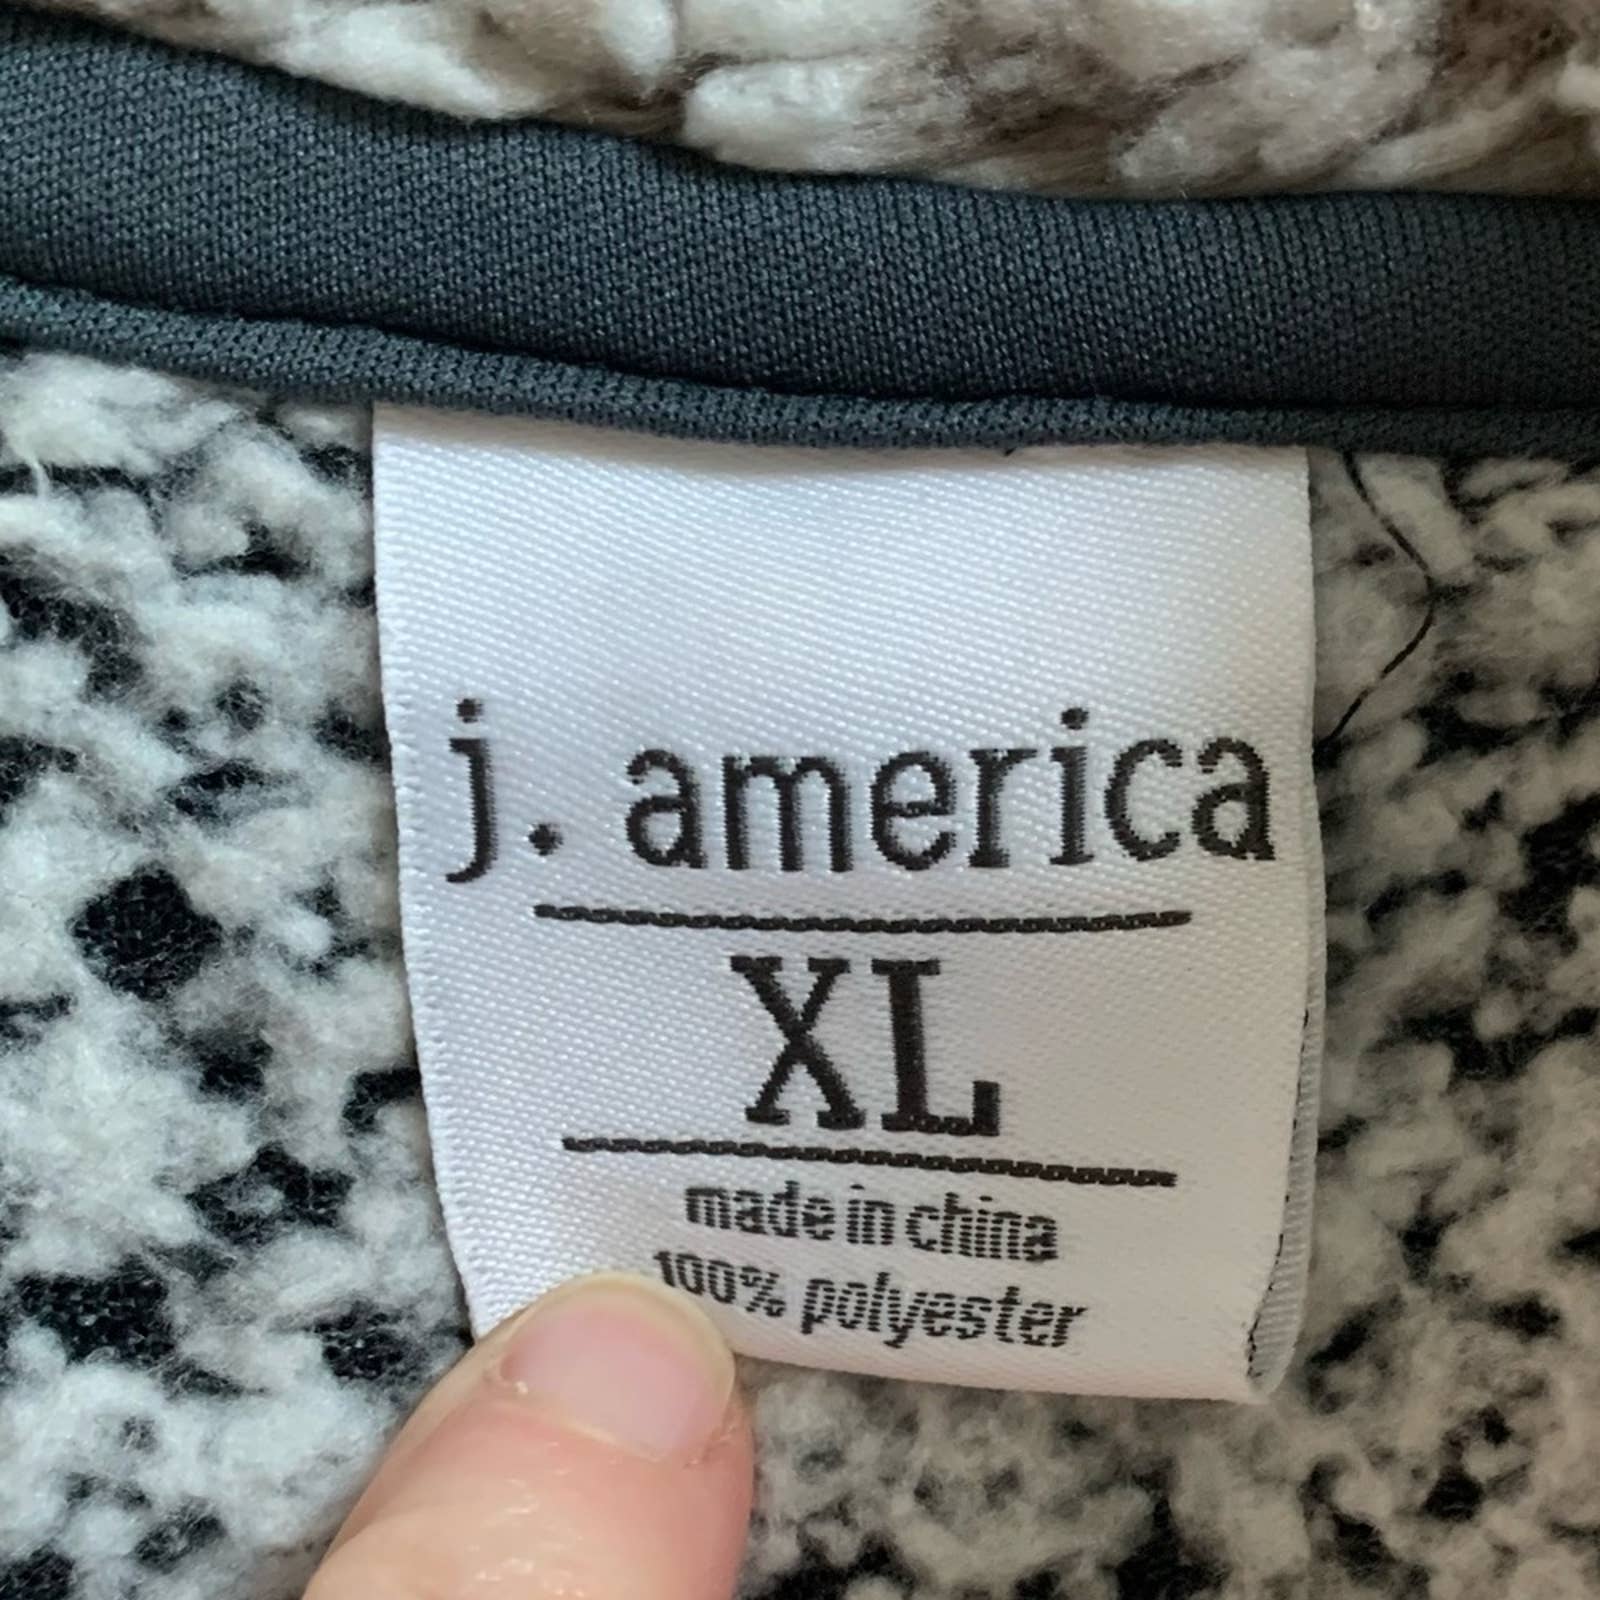 j. america
XL
made in china
100% polyester